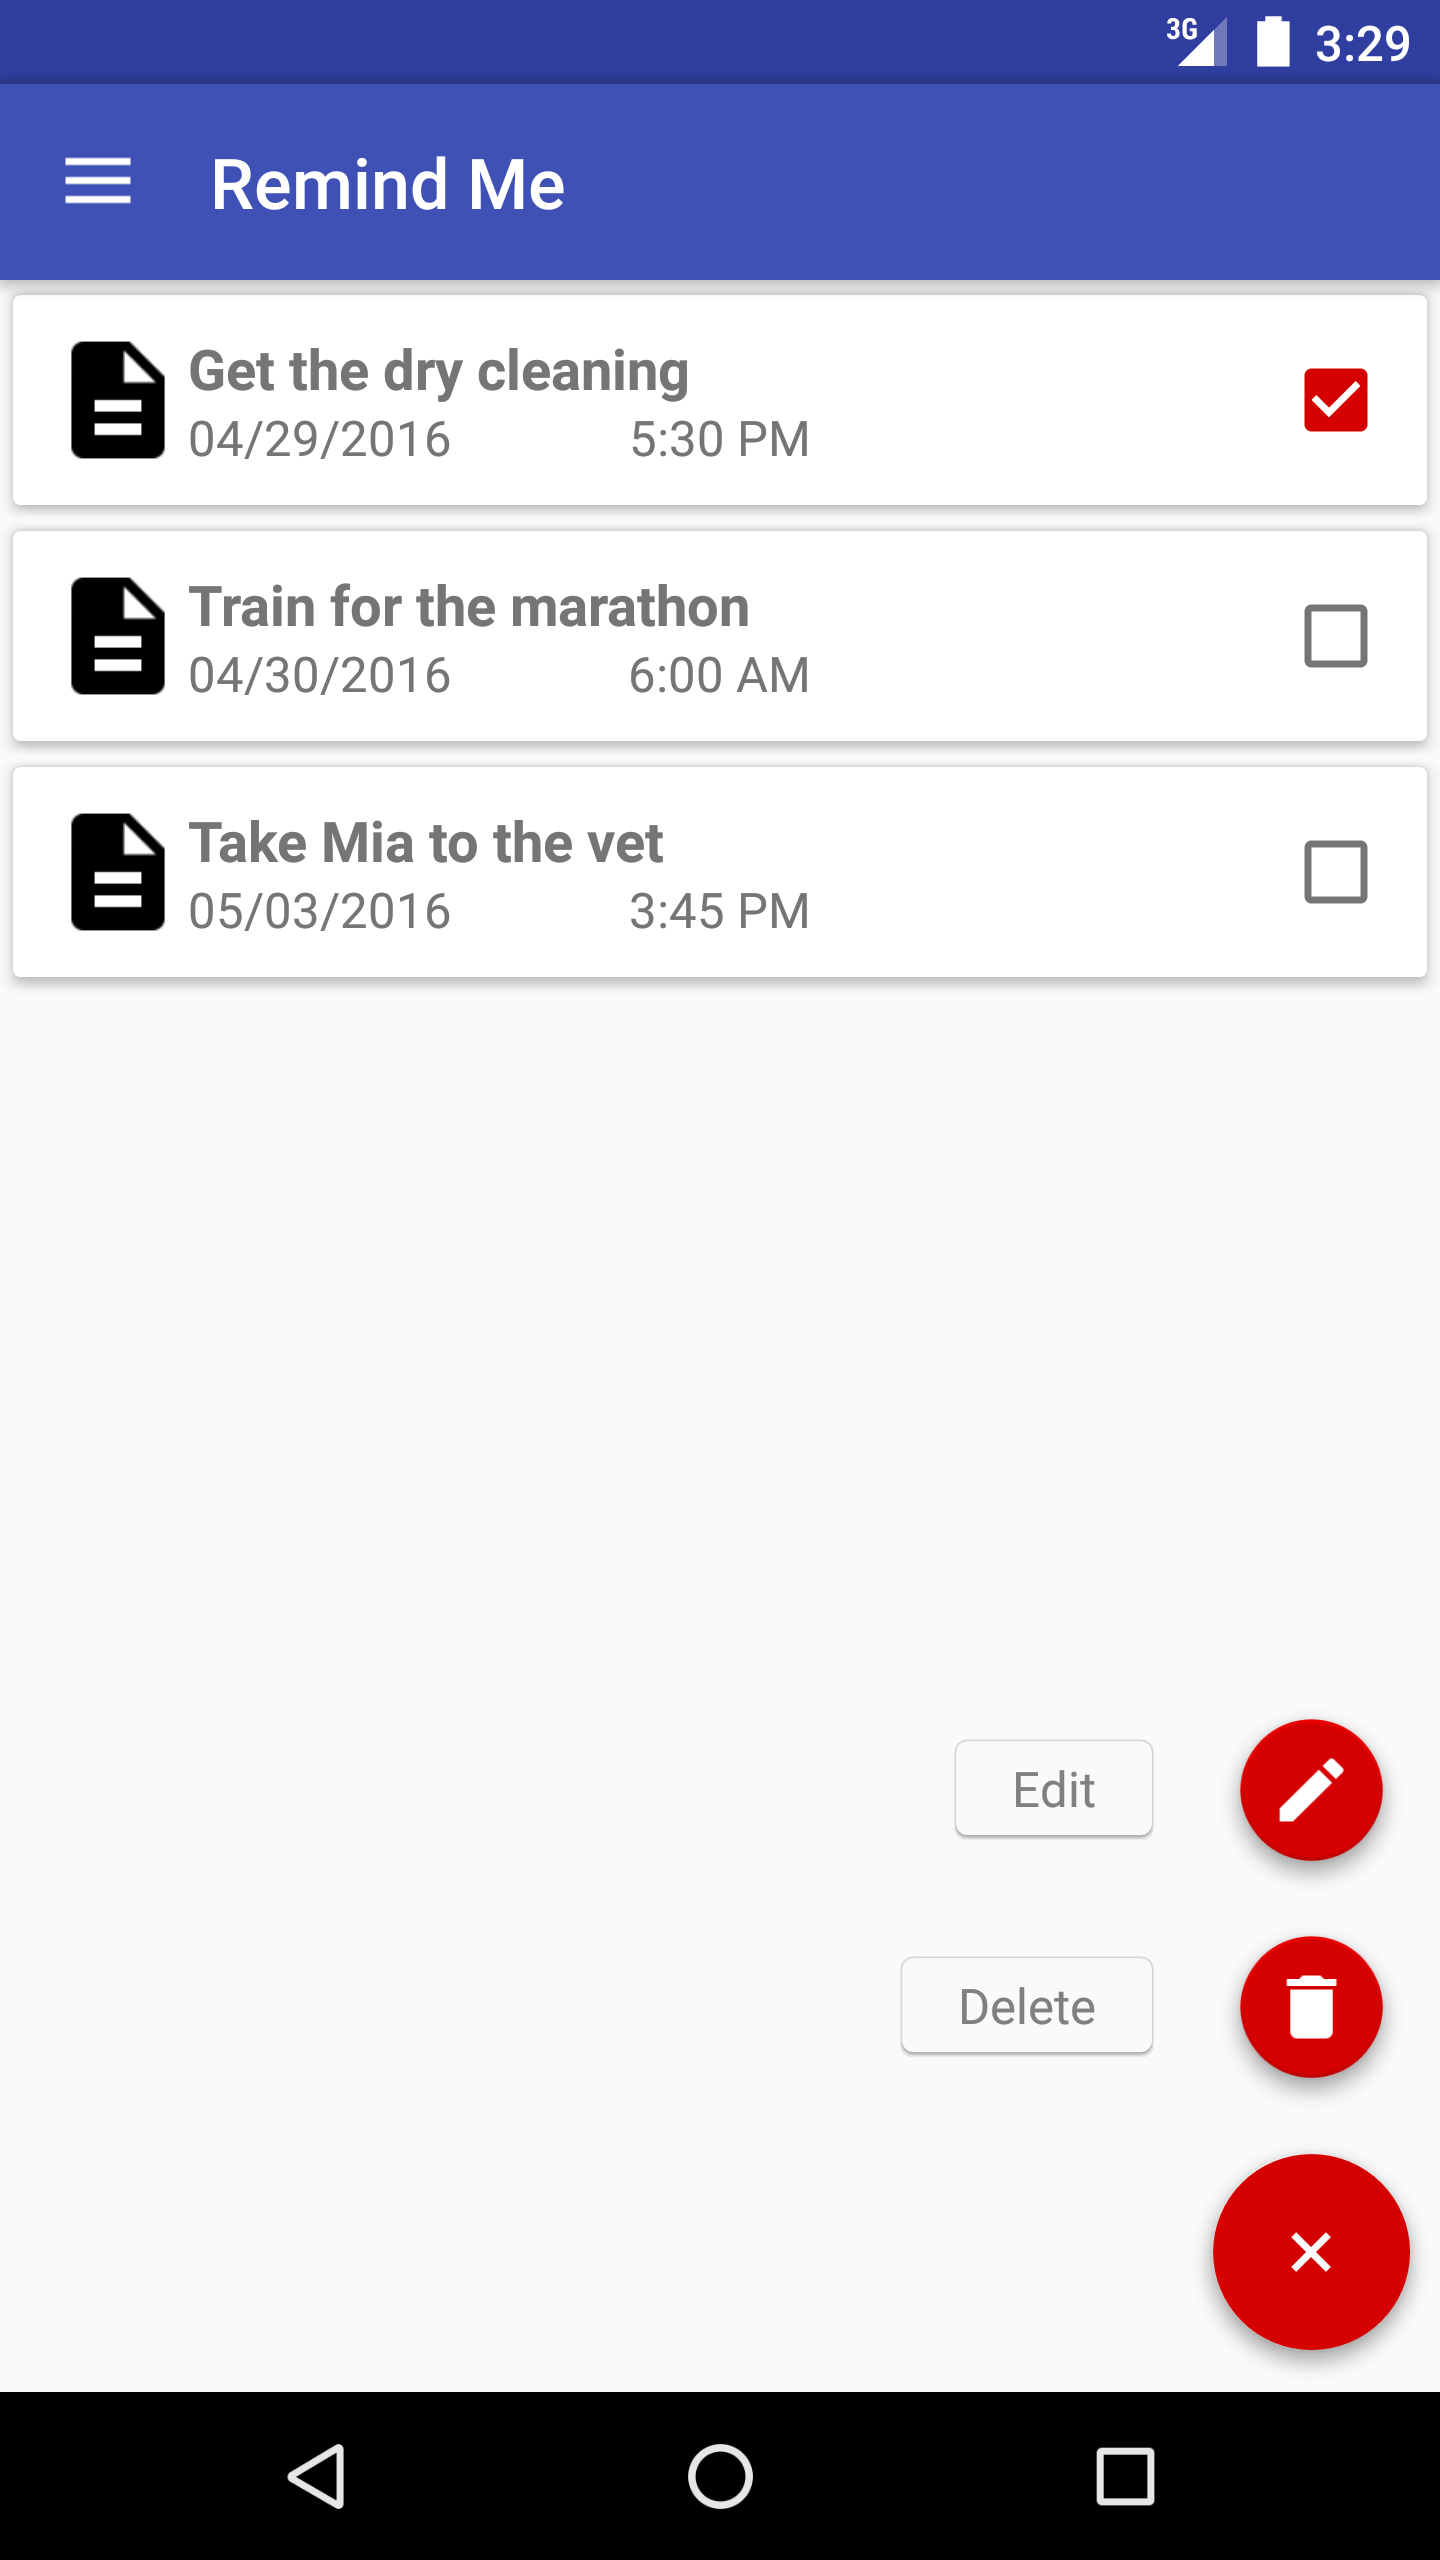 3G 3:29
Remind Me
Get the dry cleaning
04/29/2016 5:30 PM
Train for the marathon
04/30/2016 6:00 AM
Take Mia to the vet
05/03/2016 3:45 PM
Edit
Delete